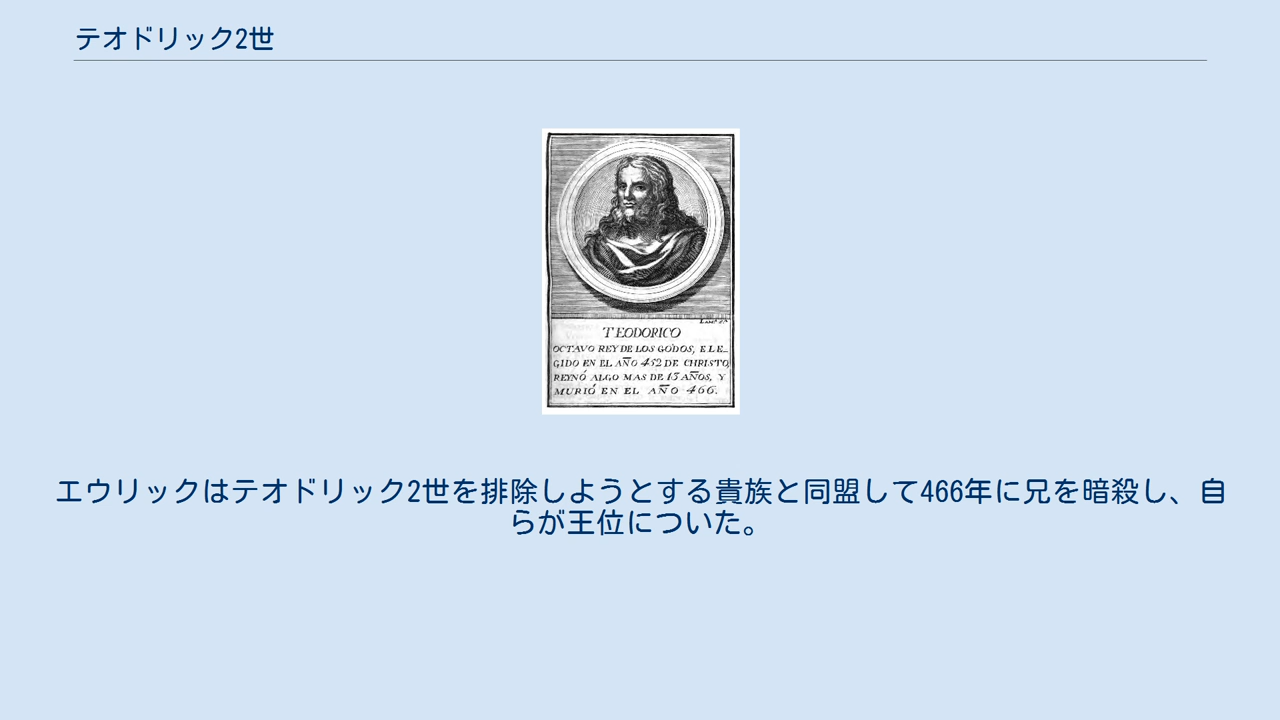 テオドリック2世
TEODORICO
OCTAVO REY DE LOS GODOS, ELE-
GIDO EN EL AÑO 452 DE CHRISTO,
REYNÓ ALGO MAS DE 13 AÑOS, Y
MURIÓ EN EL AÑO 466.
エウリックはテオドリック2世を排除しようとする貴族と同盟して466年に兄を暗殺し、自
らが王位についた。